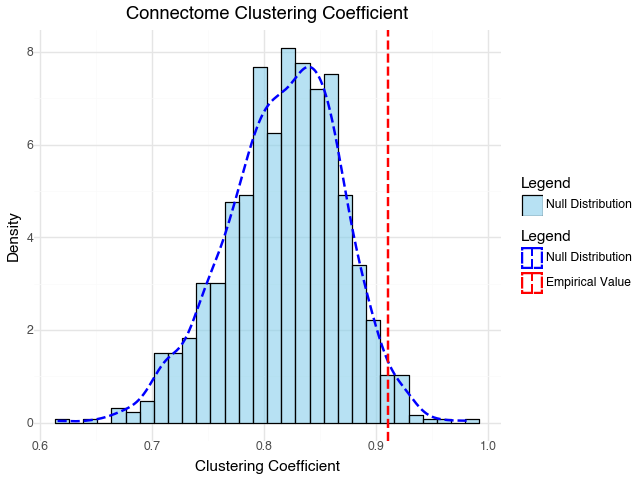 Connectome Clustering Coefficient
8
6
4
2
0
0.6 0.7 0.8 0.9 1.0
Density
Clustering Coefficient
Legend
Null Distribution
Legend
Null Distribution
Empirical Value